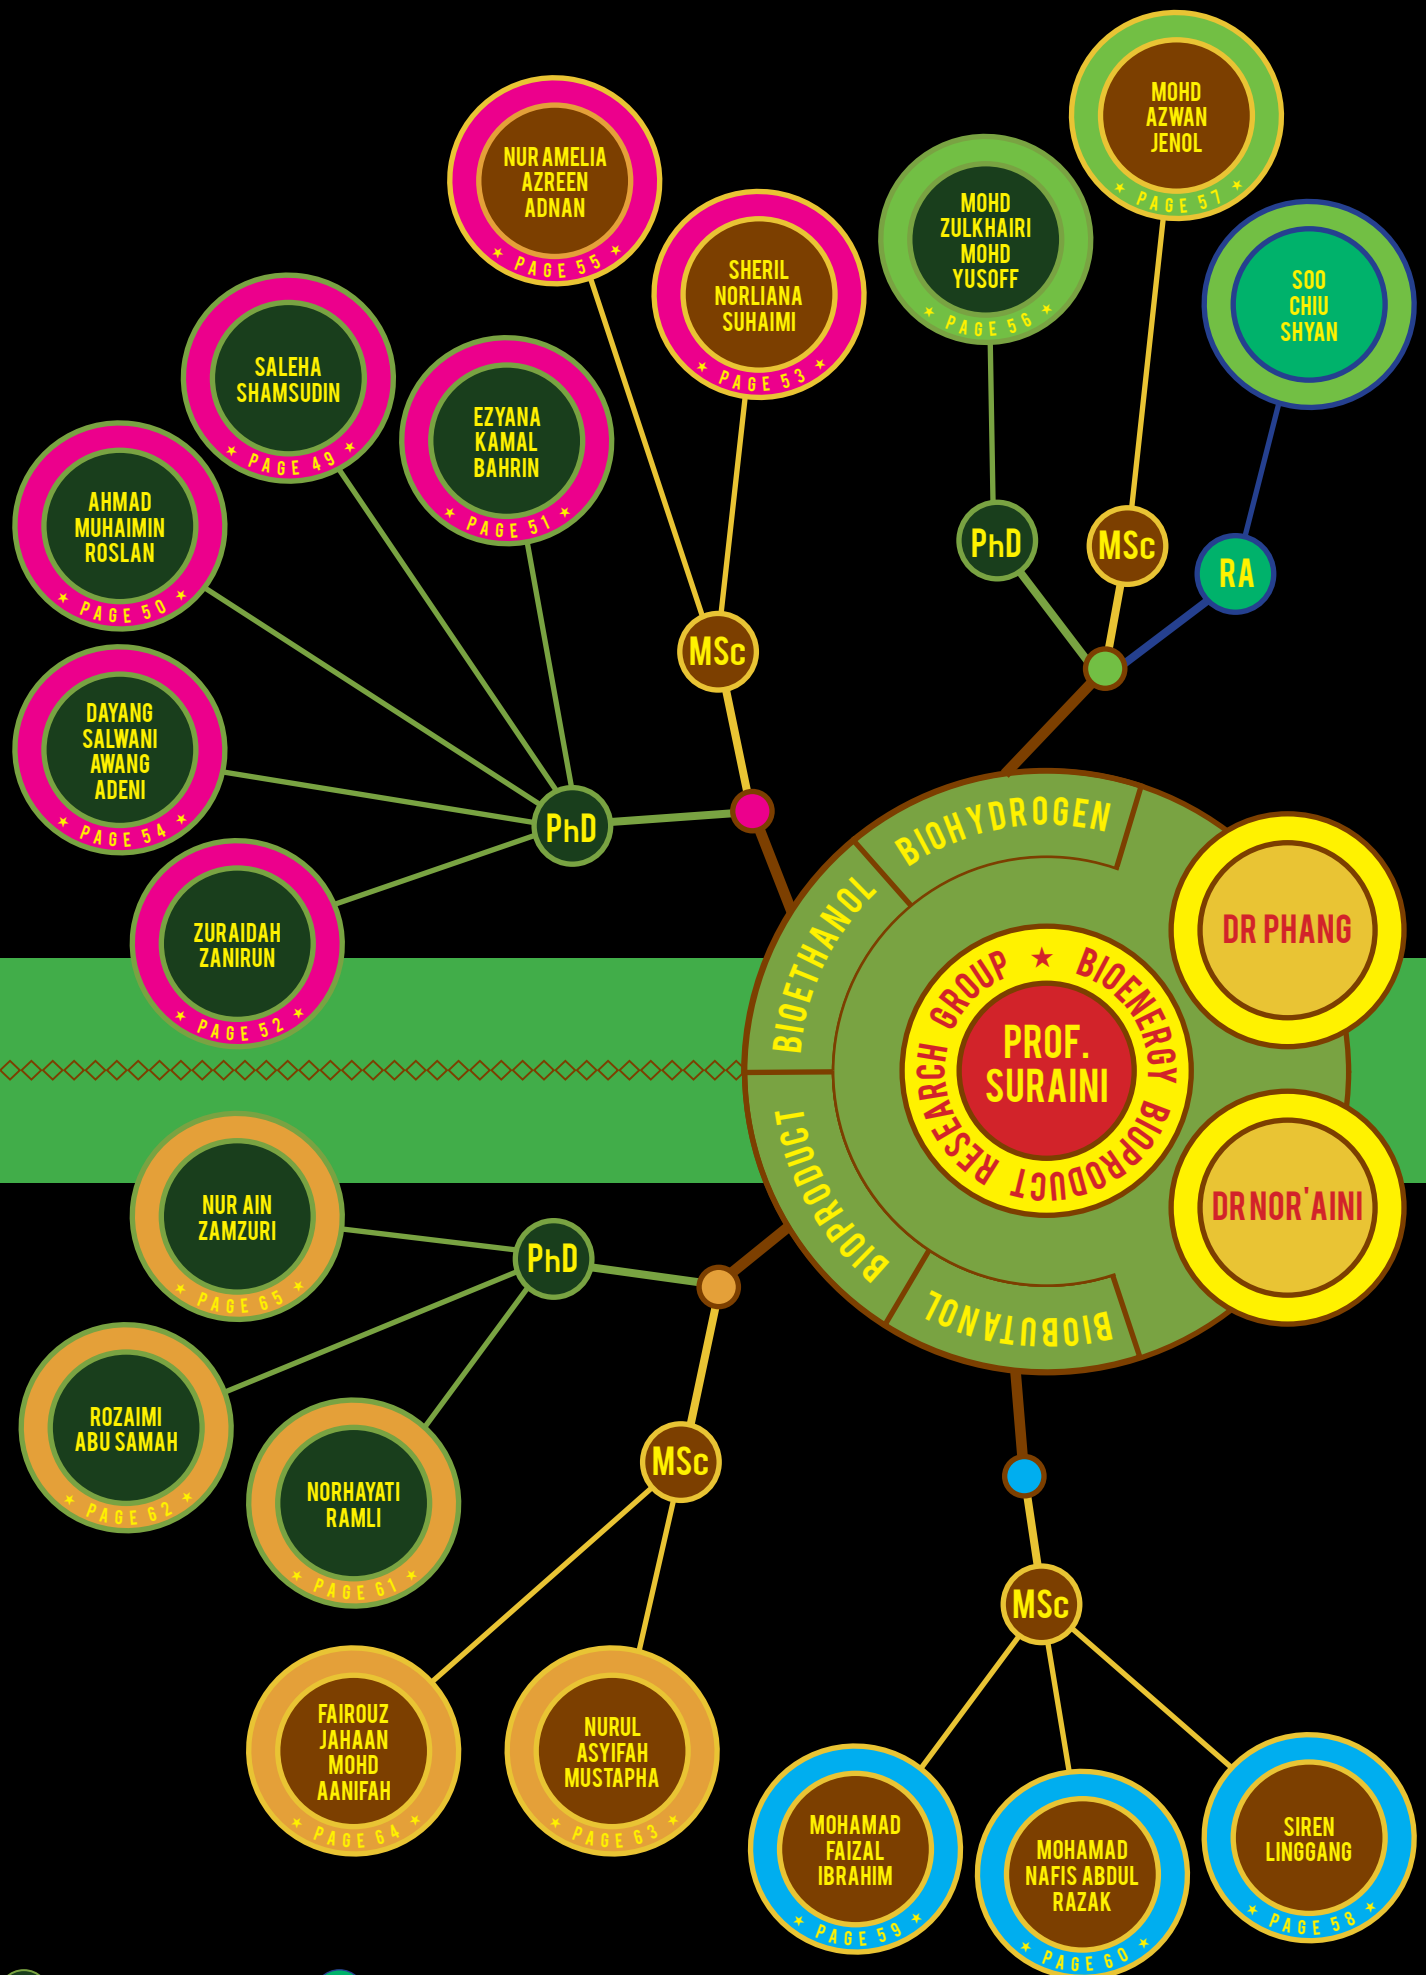 MOHD
AZWAN
JENOL
★ PAGE 57 ★
NUR AMELIA
AZREEN
ADNAN
★ PAGE 55 ★
MOHD
ZULKHAIRI
MOHD
YUSOFF
★ PAGE 56 ★
SHERIL
NORLIANA
SUHAIMI
★ PAGE 53 ★
SOO
CHIU
SHYAN
SALEHA
SHAMSUDIN
★ PAGE 49 ★
EZYANA
KAMAL
BAHRIN
★ PAGE 51 ★
AHMAD
MUHAIMIN
ROSLAN
★ PAGE 50 ★
PhD
MSc
RA
MSc
DAYANG
SALWANI
AWANG
ADENI
★ PAGE 54 ★
PhD
ZURAIDAH
ZANIRUN
★ PAGE 52 ★
BIOHYDROGEN
BIOETHANOL
BIOPRODUCT
BIOBUTANOL
DR PHANG
★ BIOENERGY BIOPRODUCT RESEARCH GROUP
PROF.
SURAINI
DR NOR'AINI
NUR AIN
ZAMZURI
★ PAGE 65 ★
PhD
ROZAIMI
ABU SAMAH
★ PAGE 62 ★
NORHAYATI
RAMLI
★ PAGE 61 ★
MSc
MSc
FAIROUZ
JAHAAN
MOHD
AANIFAH
★ PAGE 64 ★
NURUL
ASYIFAH
MUSTAPHA
★ PAGE 63 ★
MOHAMAD
FAIZAL
IBRAHIM
★ PAGE 59 ★
MOHAMAD
NAFIS ABDUL
RAZAK
★ PAGE 60 ★
SIREN
LINGGANG
★ PAGE 58 ★